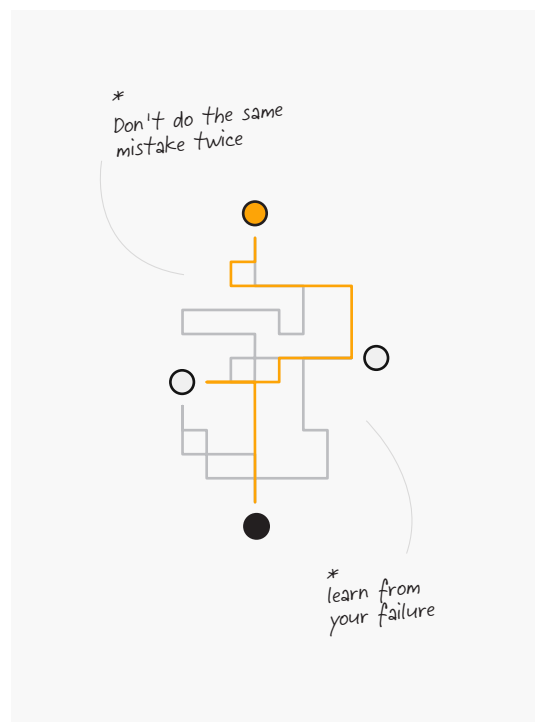 *
Don't do the same
mistake twice
*
learn from
your failure